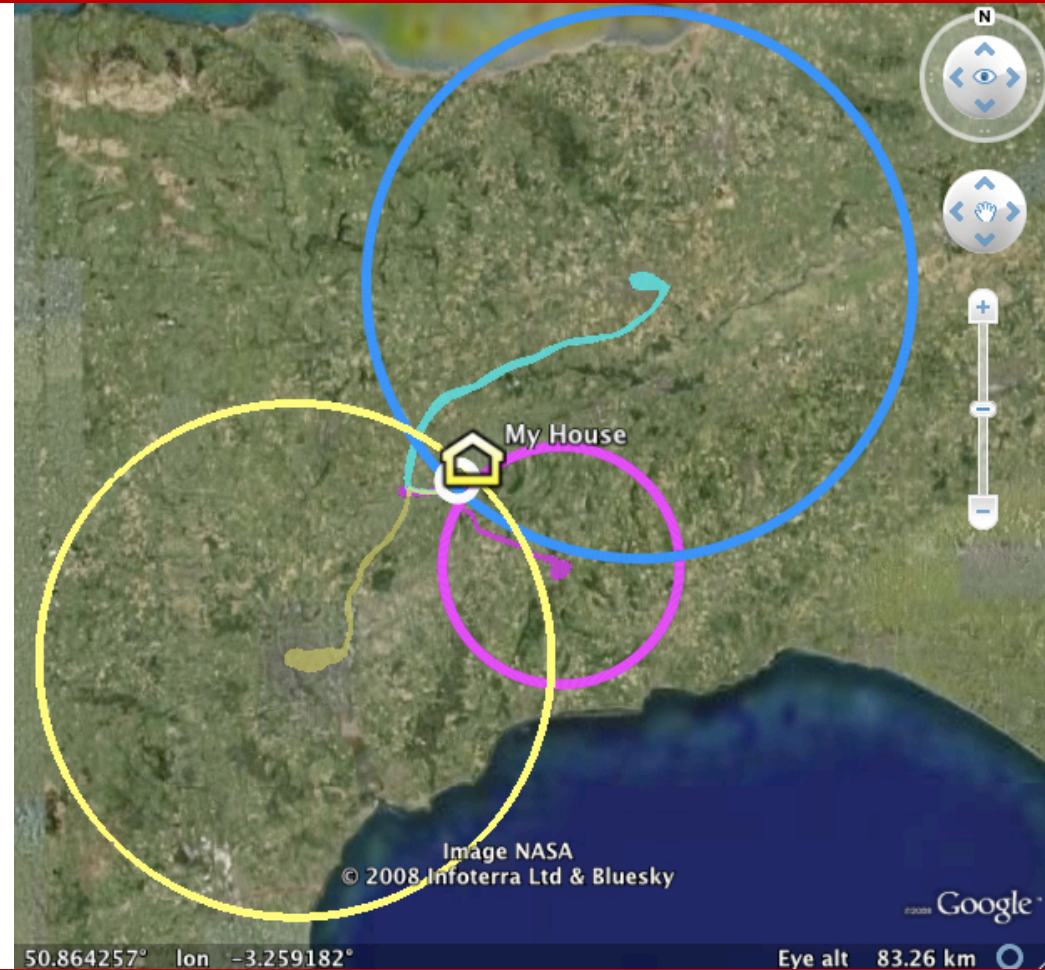 N
My House
Image NASA
© 2008 Infoterra Ltd & Bluesky
©2008 Google
50.864257° lon -3.259182° Eye alt 83.26 km